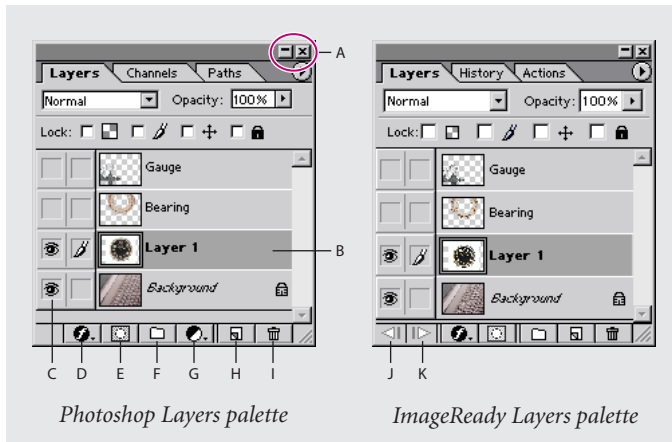 A
Layers Channels Paths
Normal Opacity: 100%
Lock:
Gauge
Bearing
Layer 1
B
Background
C D E F G H I
Photoshop Layers palette
Layers History Actions
Normal Opacity: 100%
Lock:
Gauge
Bearing
Layer 1
Background
J K
ImageReady Layers palette